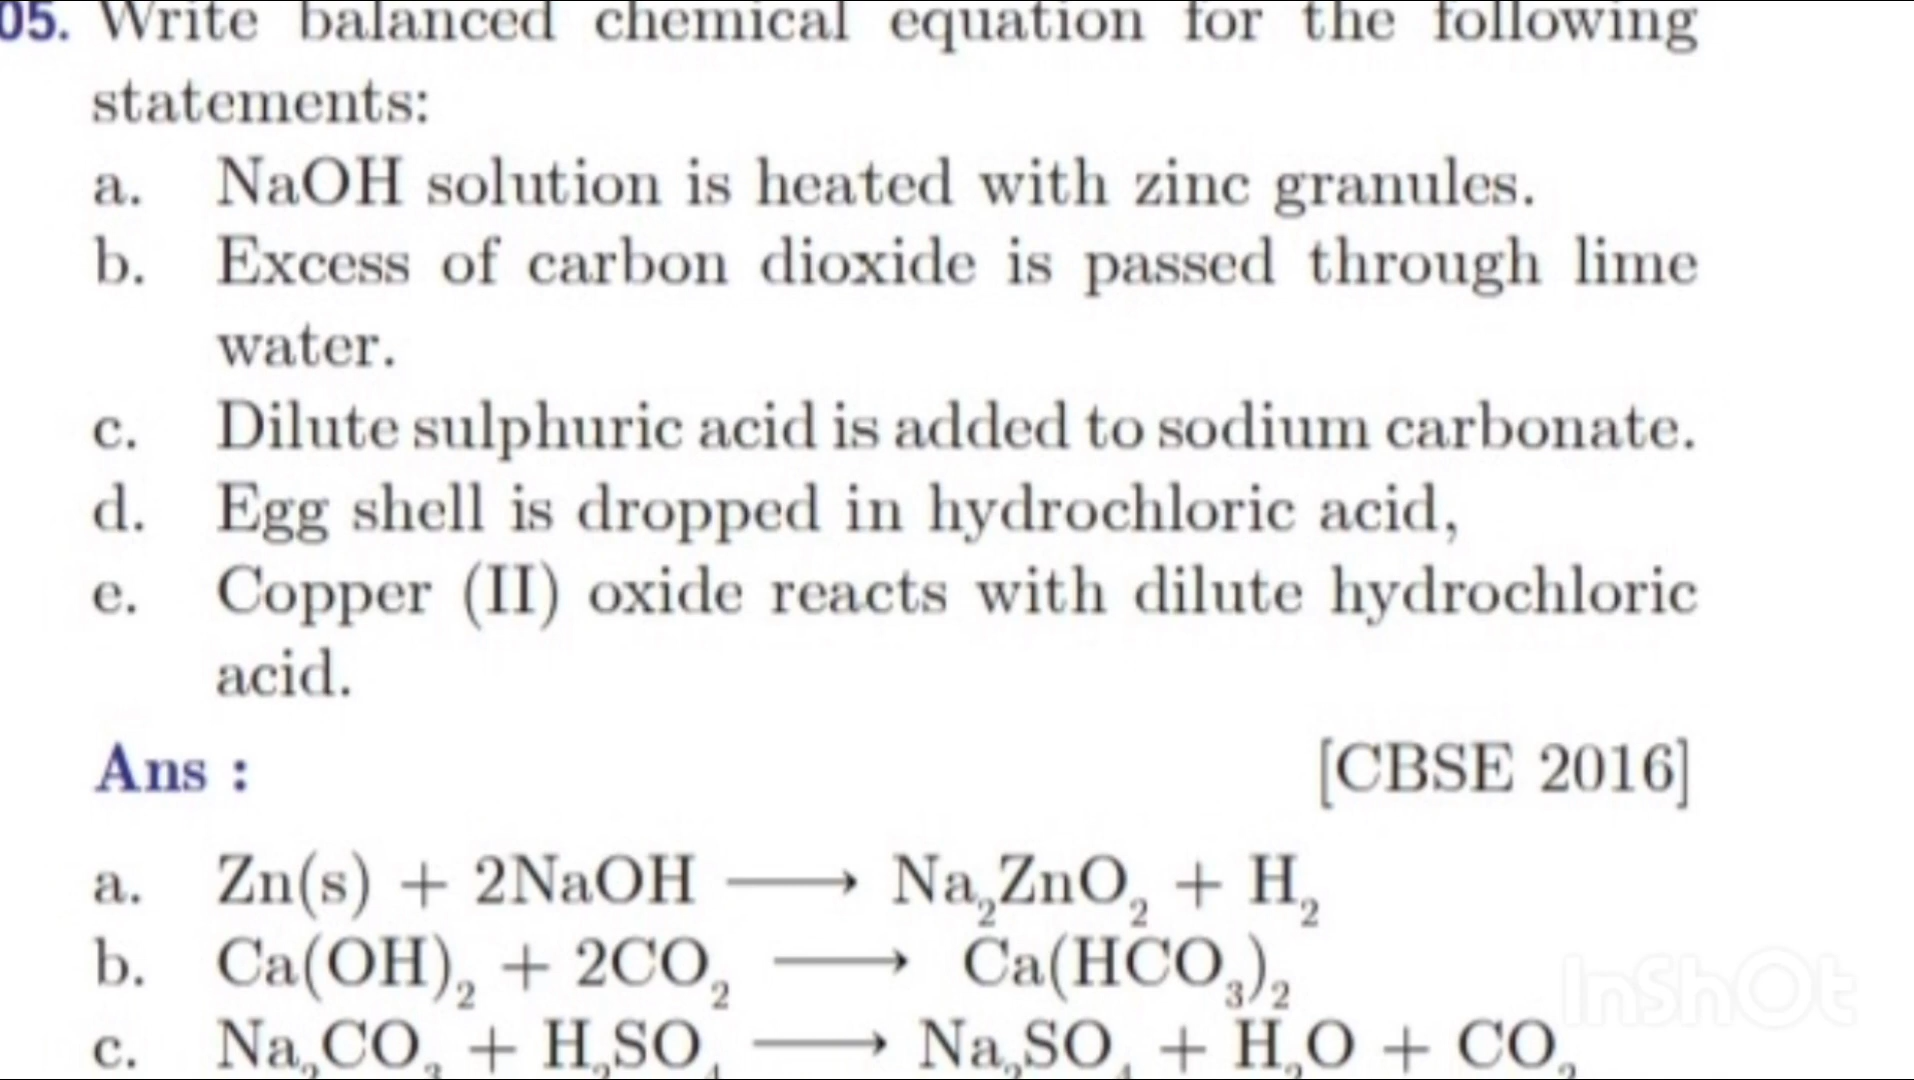 05. Write balanced chemical equation for the following
statements:
a. NaOH solution is heated with zinc granules.
b. Excess of carbon dioxide is passed through lime
water.
c. Dilute sulphuric acid is added to sodium carbonate.
d. Egg shell is dropped in hydrochloric acid,
e. Copper (II) oxide reacts with dilute hydrochloric
acid.
Ans : [CBSE 2016]
a. Zn(s) + 2NaOH ⟶ Na₂ZnO₂ + H₂
b. Ca(OH)₂ + 2CO₂ ⟶ Ca(HCO₃)₂
c. Na₂CO₃ + H₂SO₄ ⟶ Na₂SO₄ + H₂O + CO₂
InShOt